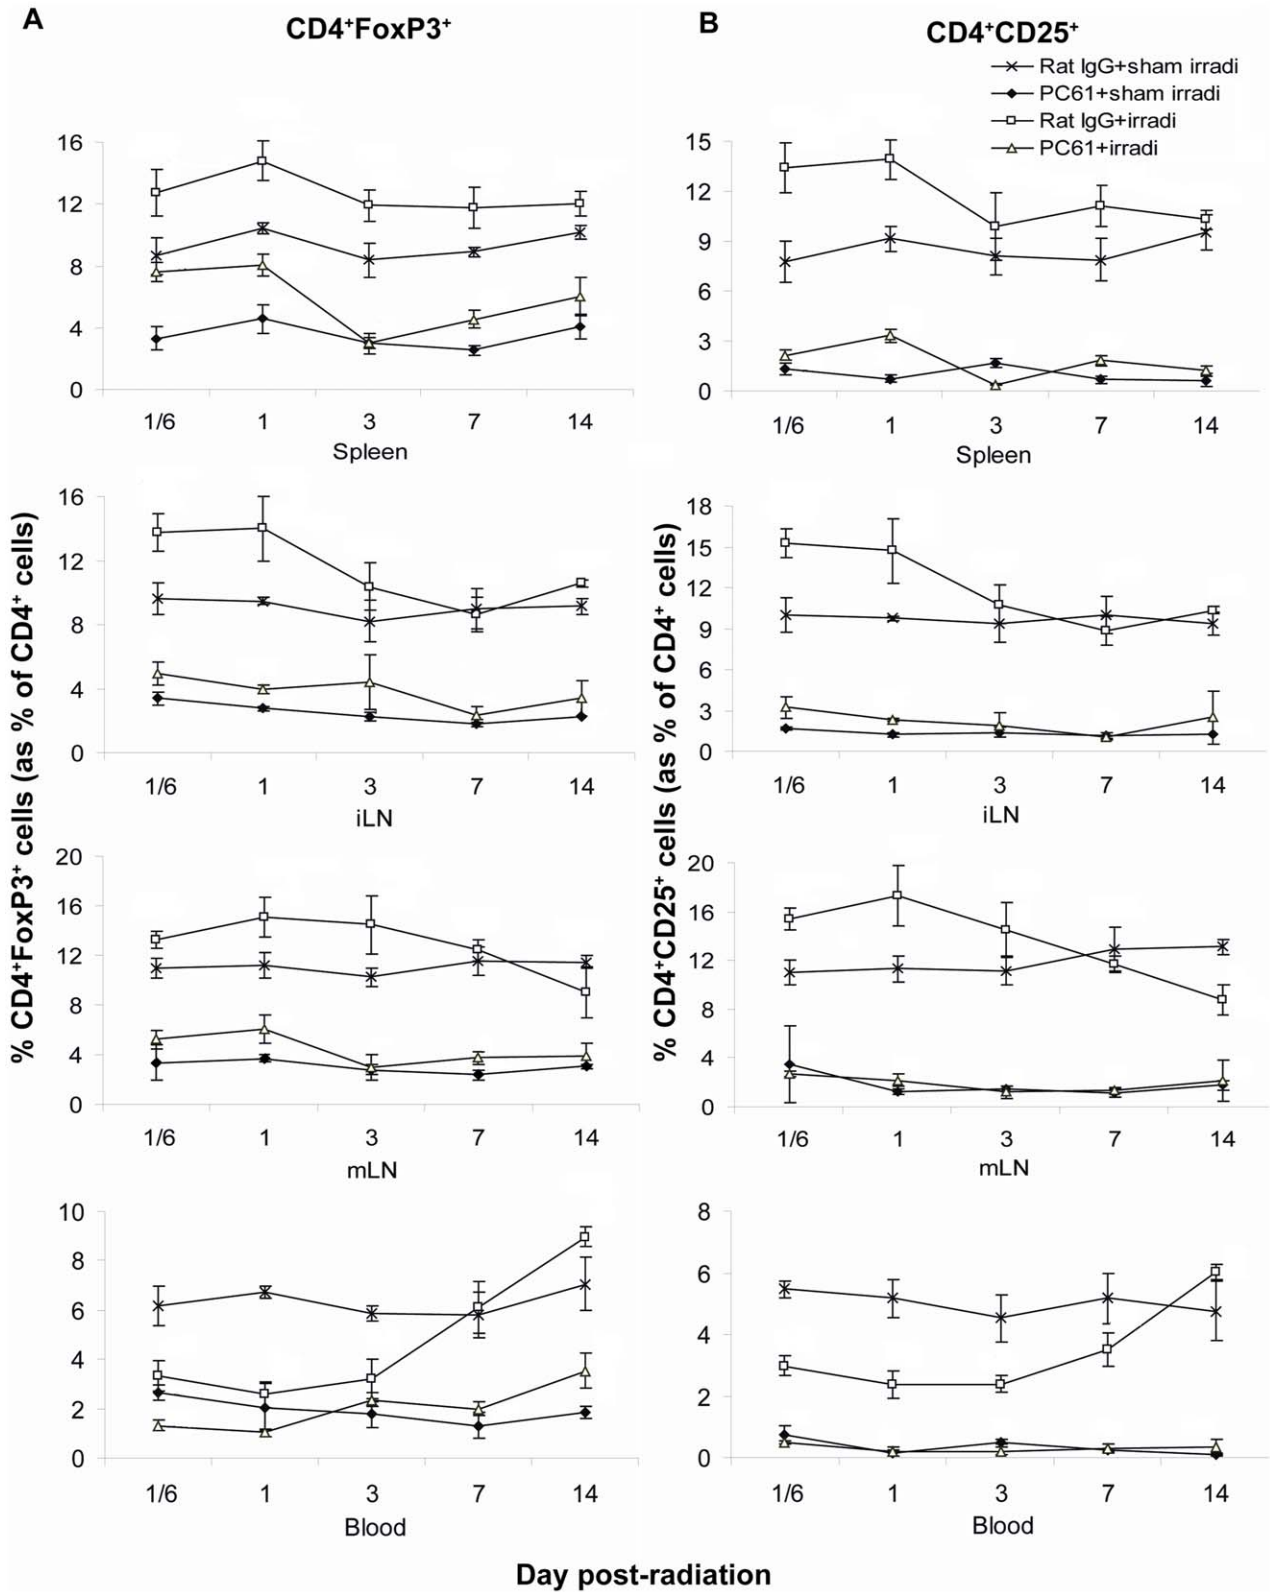 A
CD4⁺FoxP3⁺
16
12
8
4
0
1/6 1 3 7 14
Spleen
16
12
8
4
0
1/6 1 3 7 14
iLN
20
16
12
8
4
0
1/6 1 3 7 14
mLN
10
8
6
4
2
0
1/6 1 3 7 14
Blood
% CD4⁺FoxP3⁺ cells (as % of CD4⁺ cells)
B
CD4⁺CD25⁺
Rat IgG+sham irradi
PC61+sham irradi
Rat IgG+irradi
PC61+irradi
15
12
9
6
3
0
1/6 1 3 7 14
Spleen
18
15
12
9
6
3
0
1/6 1 3 7 14
iLN
20
16
12
8
4
0
1/6 1 3 7 14
mLN
8
6
4
2
0
1/6 1 3 7 14
Blood
% CD4⁺CD25⁺ cells (as % of CD4⁺ cells)
Day post-radiation